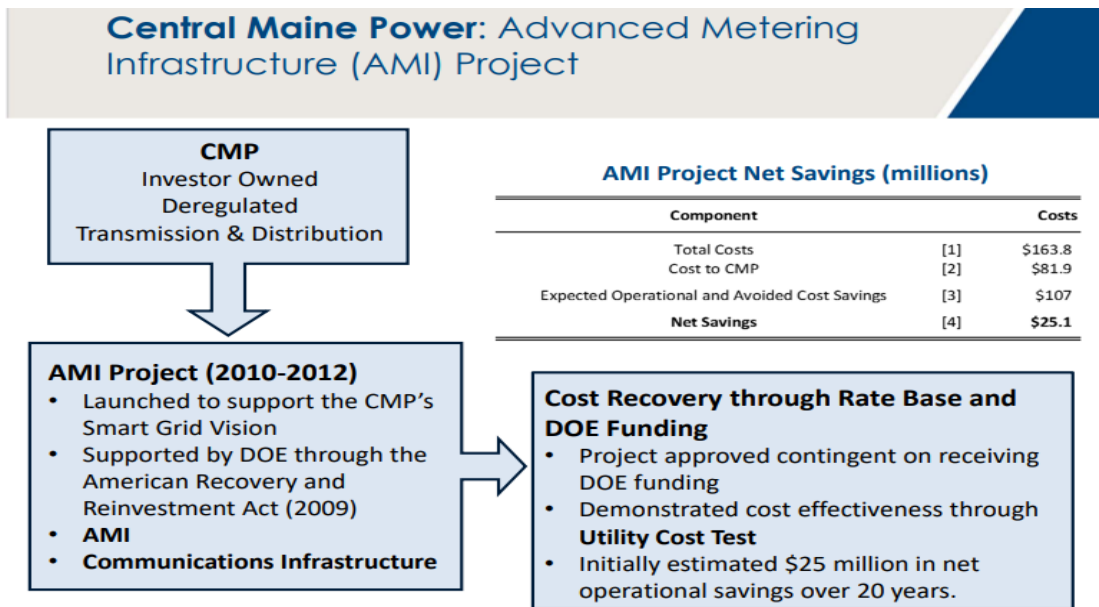 Central Maine Power: Advanced Metering
Infrastructure (AMI) Project
CMP
Investor Owned
Deregulated
Transmission & Distribution
AMI Project Net Savings (millions)
Component Costs
Total Costs [1] $163.8
Cost to CMP [2] $81.9
Expected Operational and Avoided Cost Savings [3] $107
Net Savings [4] $25.1
AMI Project (2010-2012)
• Launched to support the CMP's
Smart Grid Vision
• Supported by DOE through the
American Recovery and
Reinvestment Act (2009)
• AMI
• Communications Infrastructure
Cost Recovery through Rate Base and
DOE Funding
• Project approved contingent on receiving
DOE funding
• Demonstrated cost effectiveness through
Utility Cost Test
• Initially estimated $25 million in net
operational savings over 20 years.